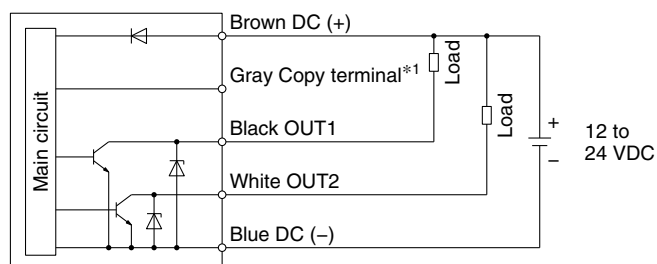 Brown DC (+)
Gray Copy terminal*1
Black OUT1
White OUT2
Blue DC (−)
Main circuit
Load
Load
+
−
12 to
24 VDC